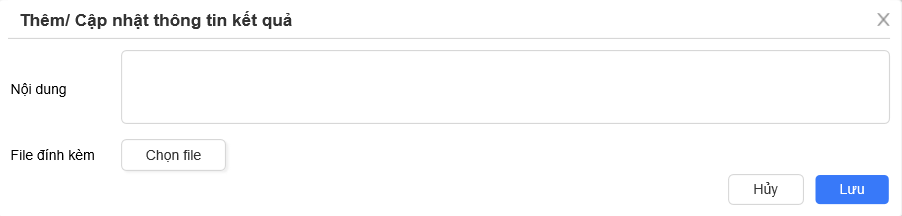 Thêm/ Cập nhật thông tin kết quả
Nội dung
File đính kèm
Chọn file
Hủy
Lưu